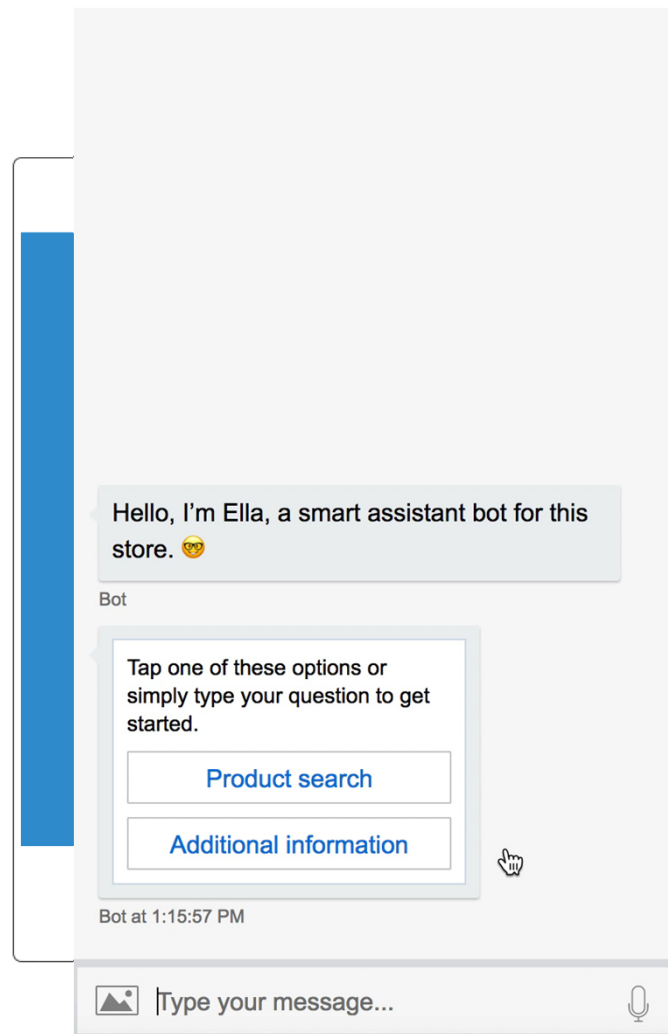 Hello, I'm Ella, a smart assistant bot for this
store. 🤓
Bot
Tap one of these options or
simply type your question to get
started.
Product search
Additional information
Bot at 1:15:57 PM
Type your message...